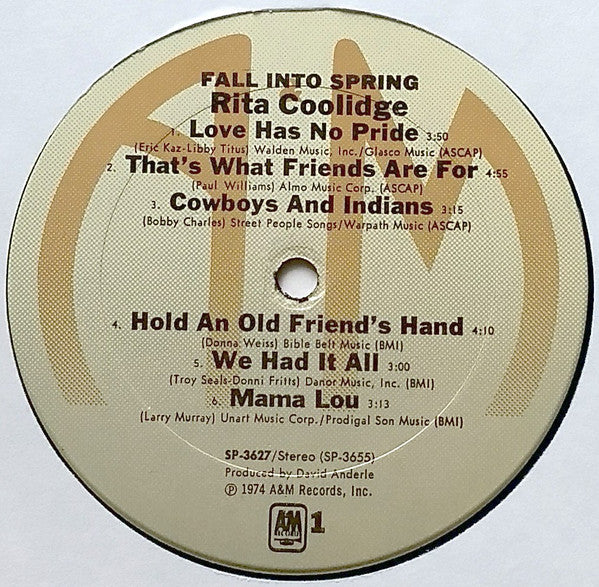 FALL INTO SPRING
Rita Coolidge
1. Love Has No Pride 3:50
(Eric Kaz-Libby Titus) Walden Music, Inc./Glasco Music (ASCAP)
2. That's What Friends Are For 4:55
(Paul Williams) Almo Music Corp. (ASCAP)
3. Cowboys And Indians 3:15
(Bobby Charles) Street People Songs/Warpath Music (ASCAP)
4. Hold An Old Friend's Hand 4:10
(Donna Weiss) Bible Belt Music (BMI)
5. We Had It All 3:00
(Troy Seals-Donni Fritts) Danor Music, Inc. (BMI)
6. Mama Lou 3:13
(Larry Murray) Unart Music Corp./Prodigal Son Music (BMI)
SP-3627/Stereo (SP-3655)
Produced by David Anderle
℗ 1974 A&M Records, Inc.
A&M RECORDS 1